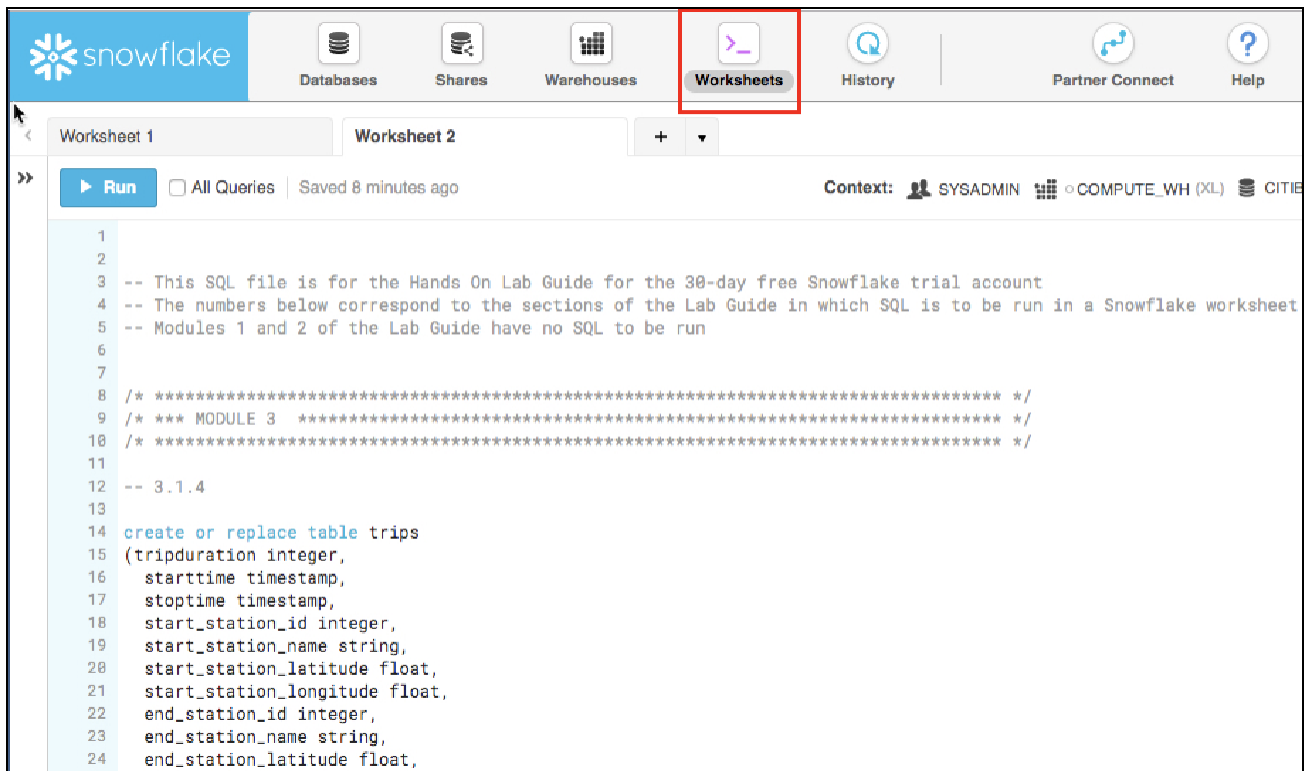 snowflake
Databases Shares Warehouses Worksheets History Partner Connect Help
Worksheet 1 Worksheet 2 + ▼
Run All Queries Saved 8 minutes ago Context: SYSADMIN COMPUTE_WH (XL)
1
2
3 -- This SQL file is for the Hands On Lab Guide for the 30-day free Snowflake trial account
4 -- The numbers below correspond to the sections of the Lab Guide in which SQL is to be run in a Snowflake worksheet
5 -- Modules 1 and 2 of the Lab Guide have no SQL to be run
6
7
8 /* *********************************************************************************** */
9 /* *** MODULE 3  ********************************************************************* */
10 /* *********************************************************************************** */
11
12 -- 3.1.4
13
14 create or replace table trips
15 (tripduration integer,
16 starttime timestamp,
17 stoptime timestamp,
18 start_station_id integer,
19 start_station_name string,
20 start_station_latitude float,
21 start_station_longitude float,
22 end_station_id integer,
23 end_station_name string,
24 end_station_latitude float,